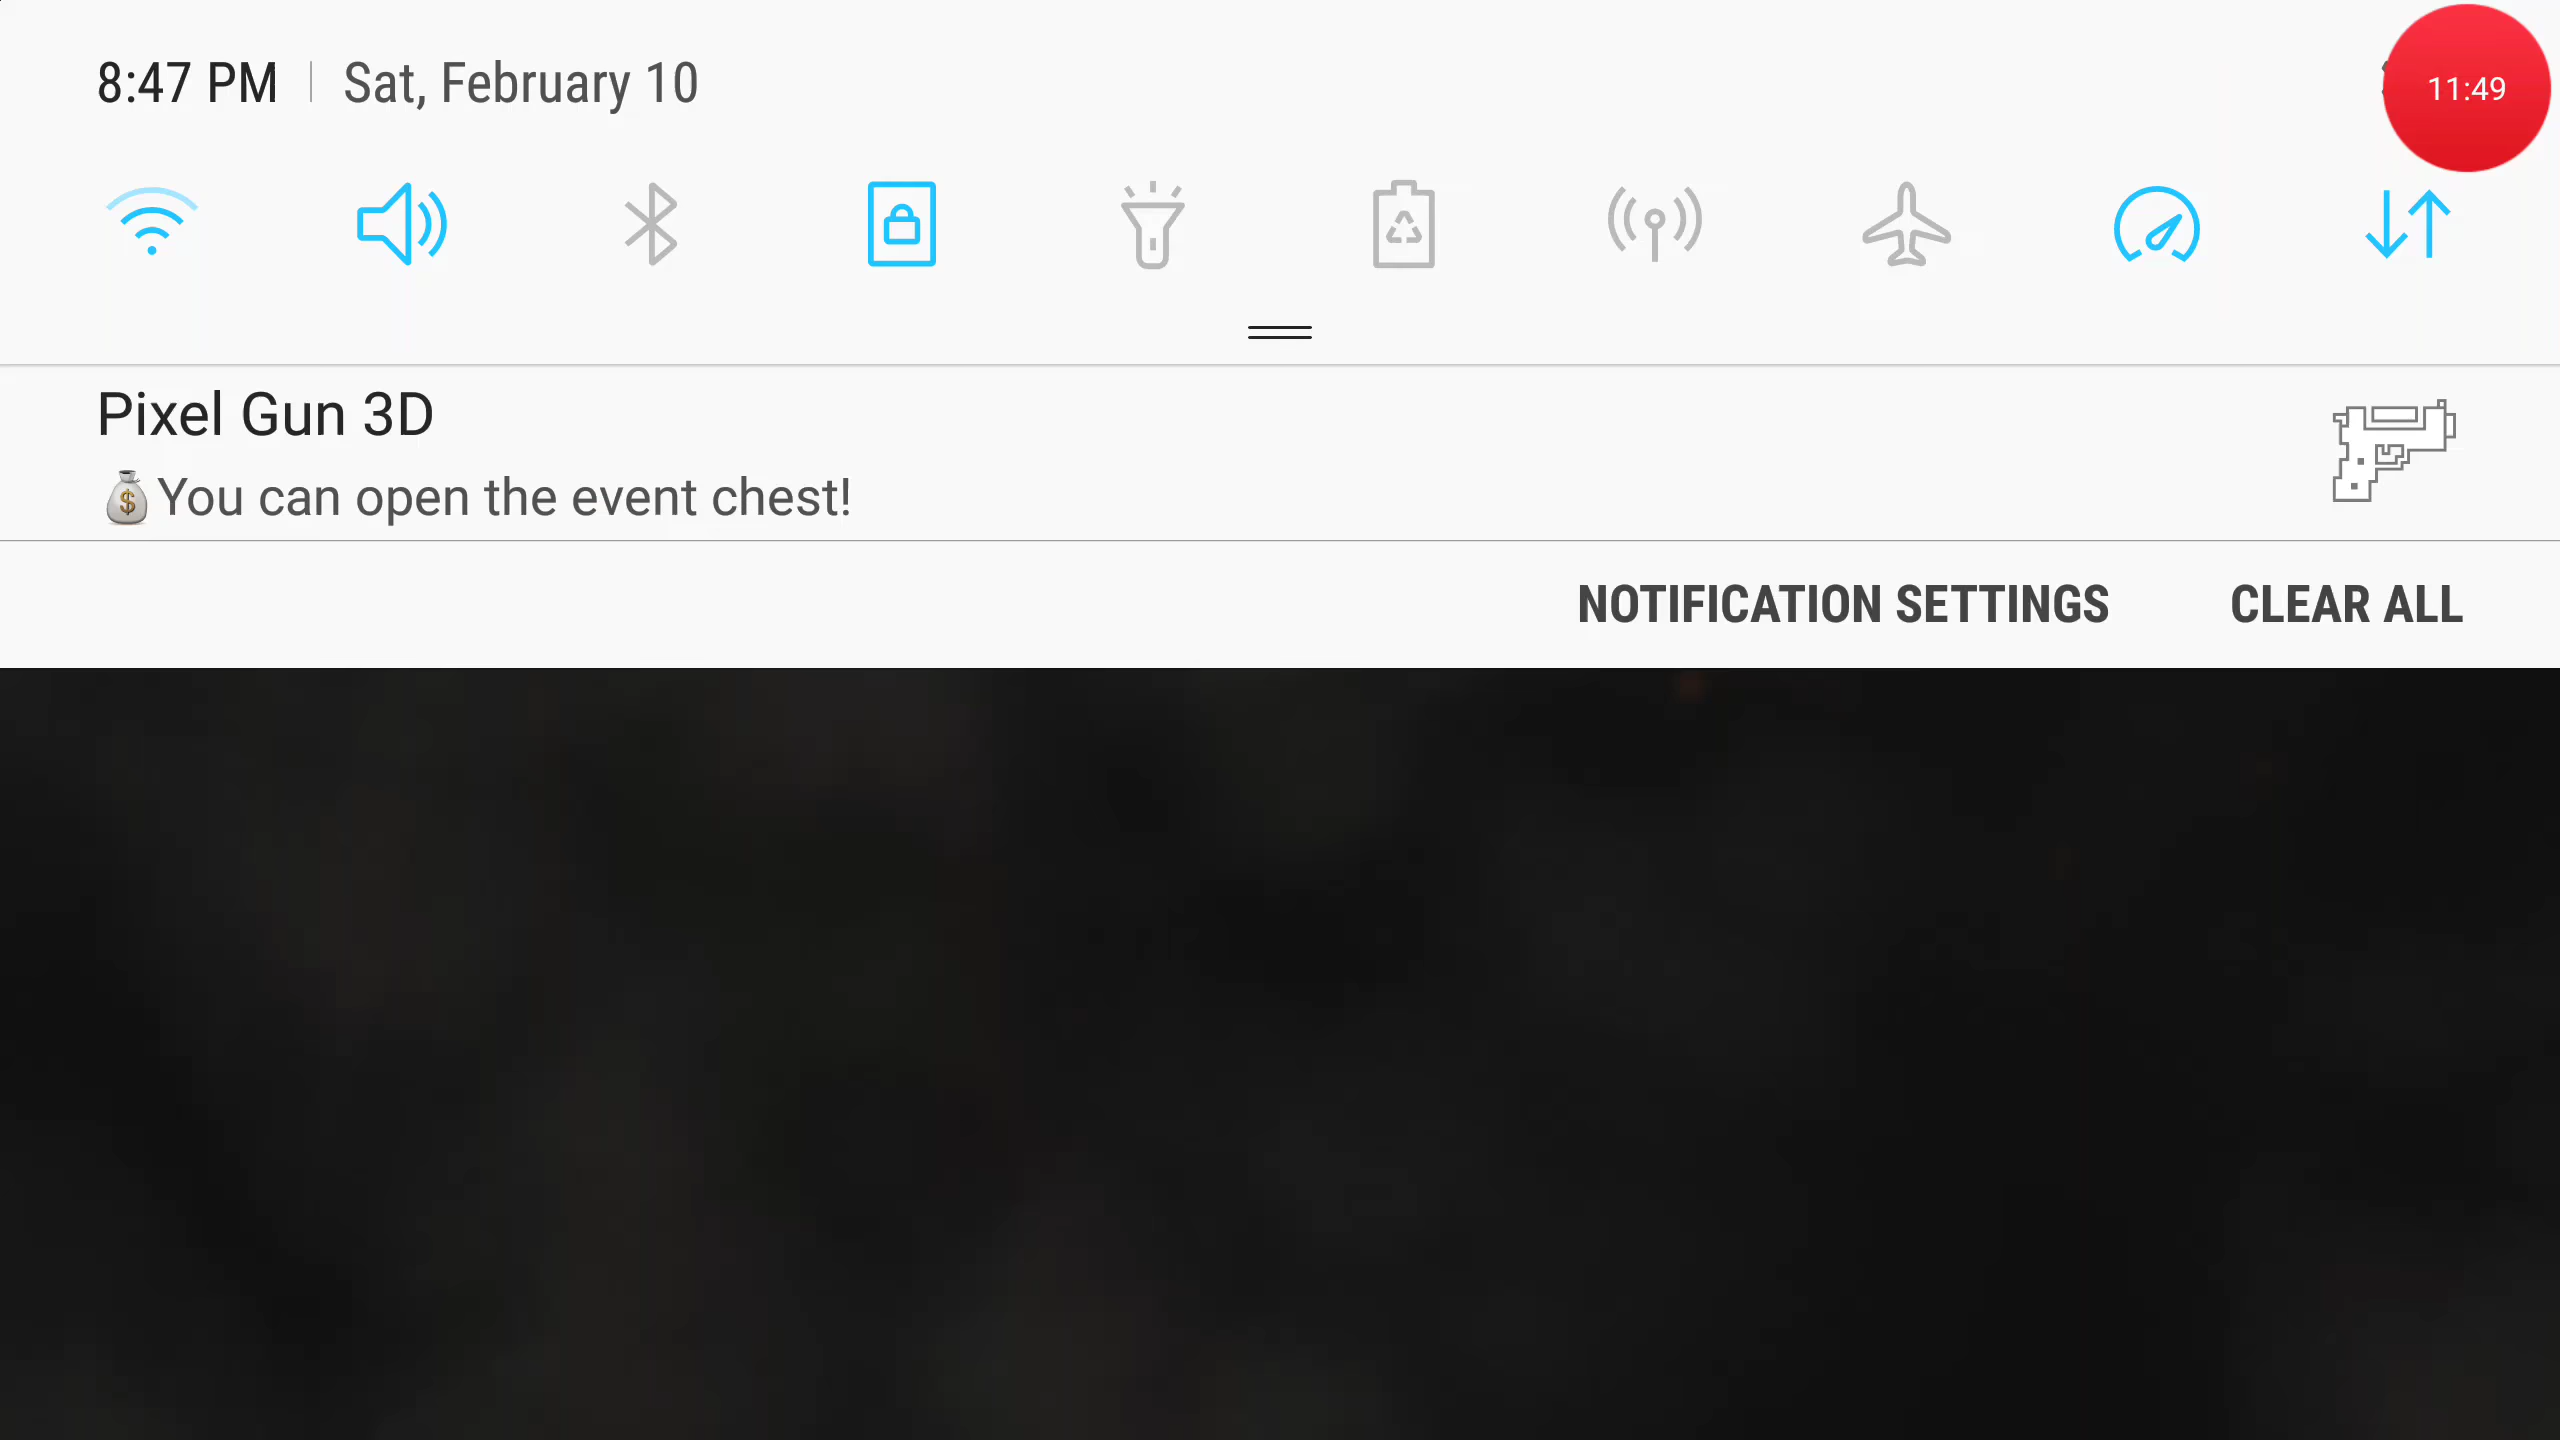 8:47 PM | Sat, February 10
11:49
Pixel Gun 3D
💰You can open the event chest!
NOTIFICATION SETTINGS CLEAR ALL